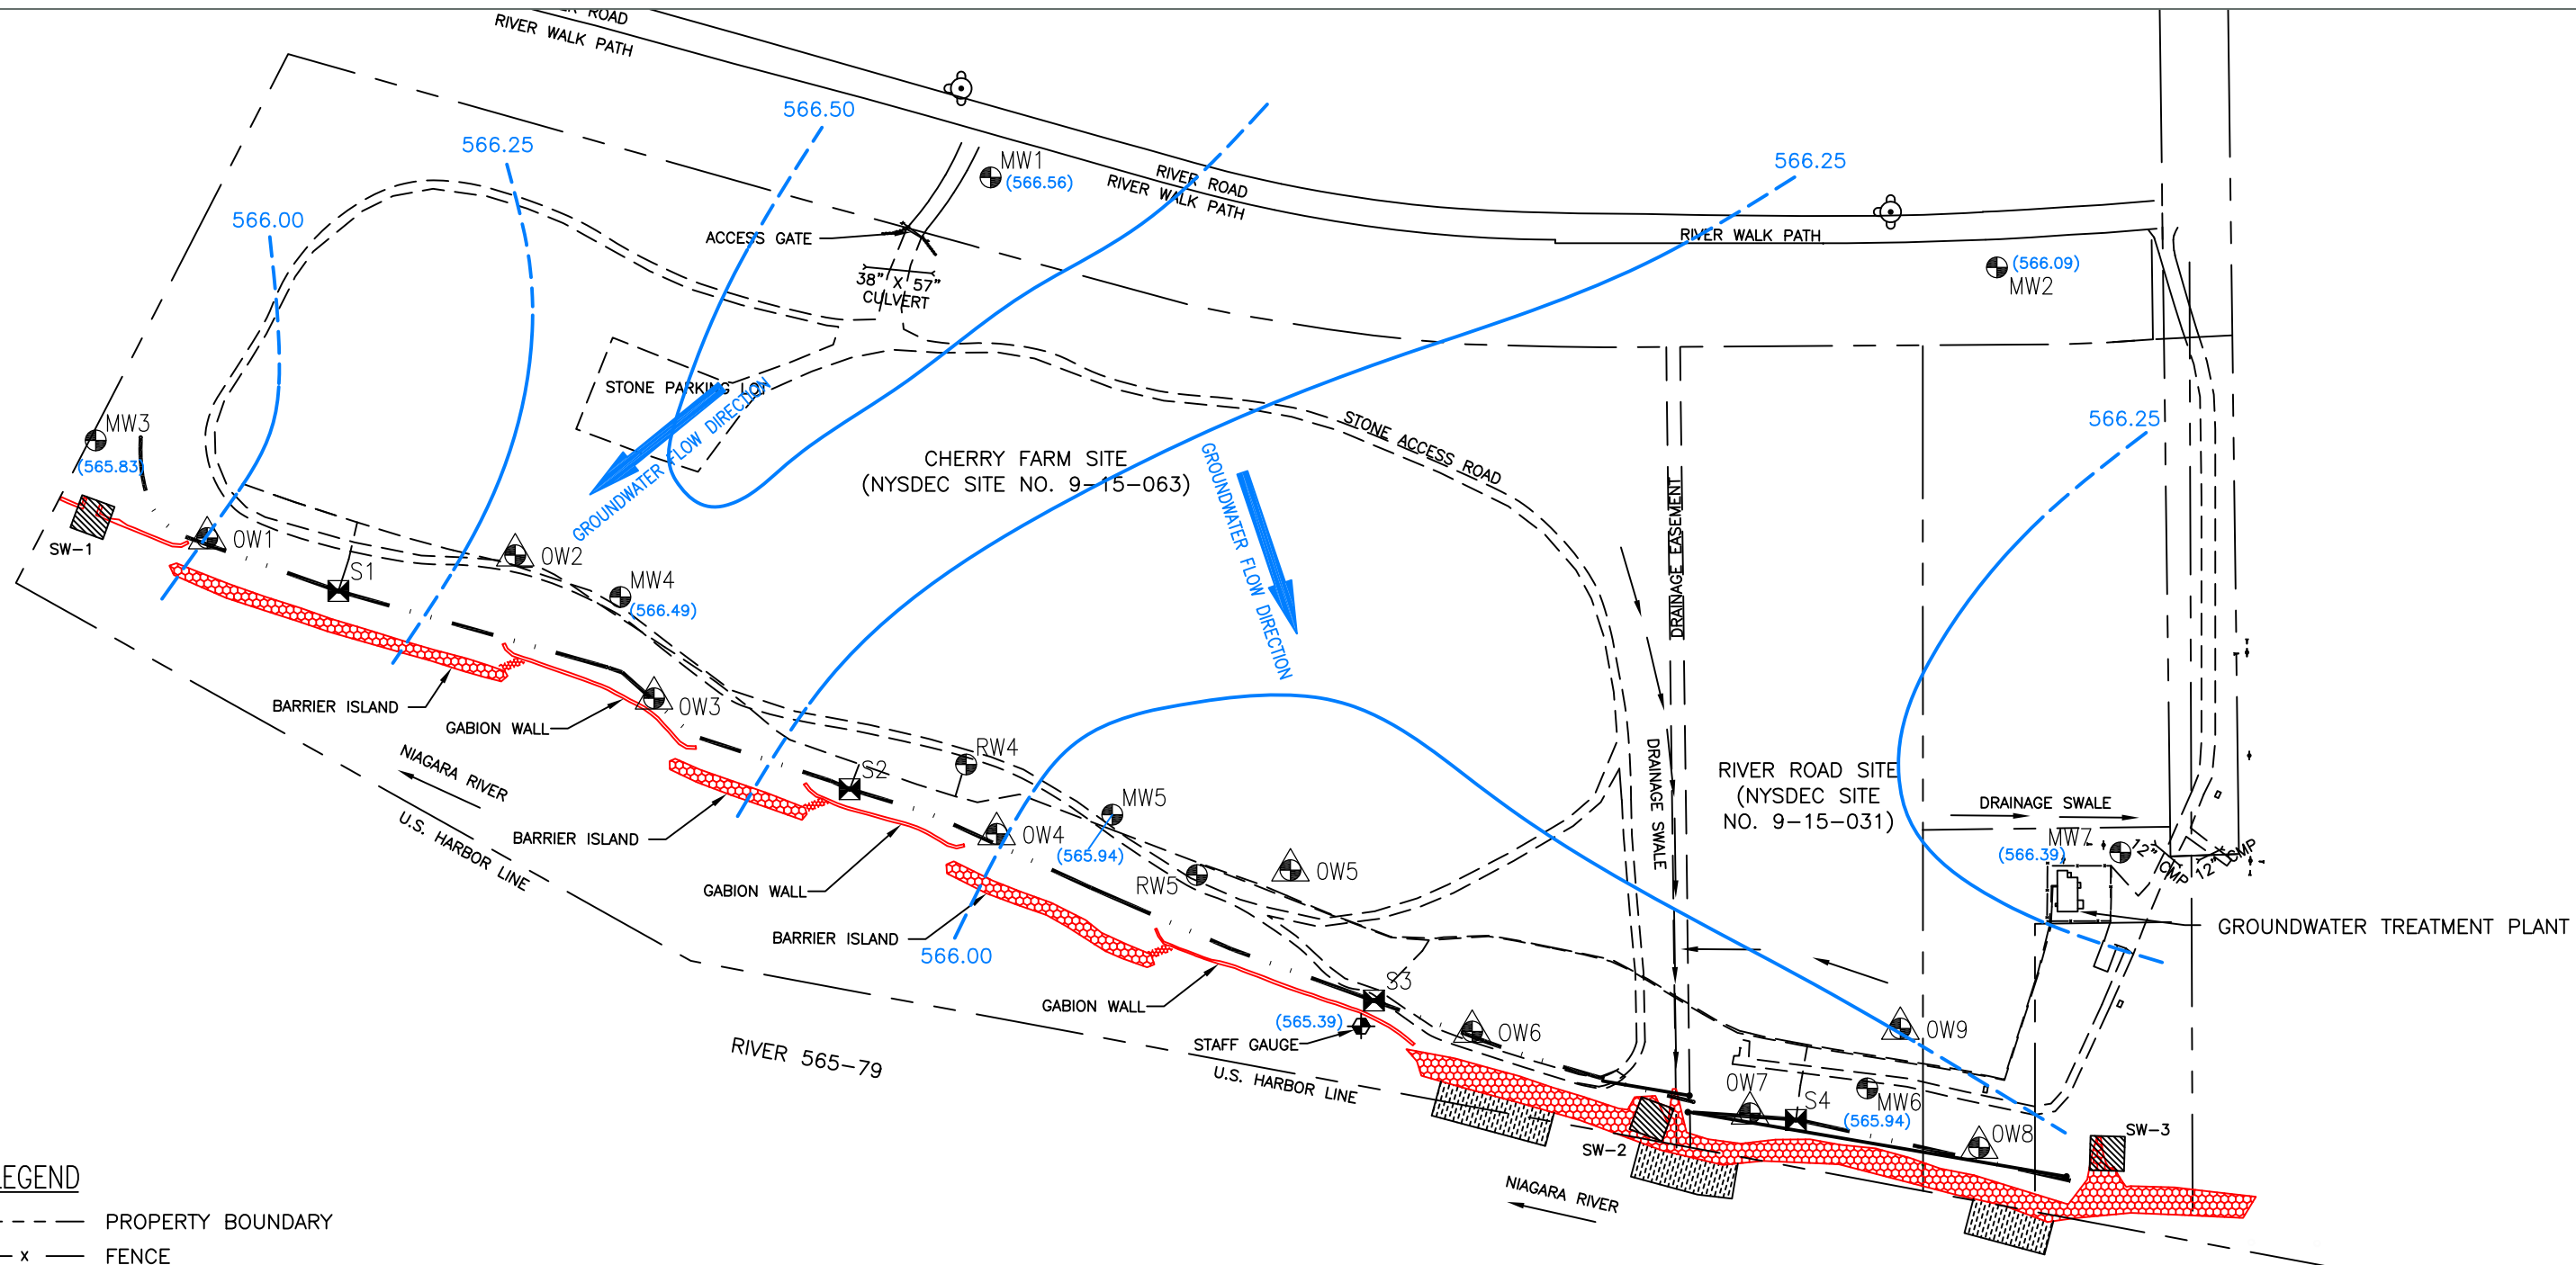 ROAD
RIVER WALK PATH
566.50
566.25
566.00
MW1
(566.56)
RIVER ROAD
RIVER WALK PATH
566.25
RIVER WALK PATH
ACCESS GATE
38" X 57"
CULVERT
(566.09)
MW2
STONE PARKING LOT
GROUNDWATER FLOW DIRECTION
MW3
(565.83)
CHERRY FARM SITE
(NYSDEC SITE NO. 9-15-063)
STONE ACCESS ROAD
GROUNDWATER FLOW DIRECTION
DRAINAGE EASEMENT
566.25
SW-1
OW1
S1
OW2
MW4
(566.49)
BARRIER ISLAND
GABION WALL
OW3
NIAGARA RIVER
U.S. HARBOR LINE
S2
RW4
MW5
BARRIER ISLAND
OW4
(565.94)
GABION WALL
RW5
OW5
BARRIER ISLAND
566.00
DRAINAGE SWALE
RIVER ROAD SITE
(NYSDEC SITE
NO. 9-15-031)
DRAINAGE SWALE
MW7
(566.39)
12" CMP
12" CMP
GROUNDWATER TREATMENT PLANT
GABION WALL
S3
(565.39)
STAFF GAUGE
OW6
OW9
RIVER 565-79
U.S. HARBOR LINE
OW7
S4
MW6
(565.94)
OW8
SW-2
SW-3
NIAGARA RIVER
LEGEND
PROPERTY BOUNDARY
x FENCE